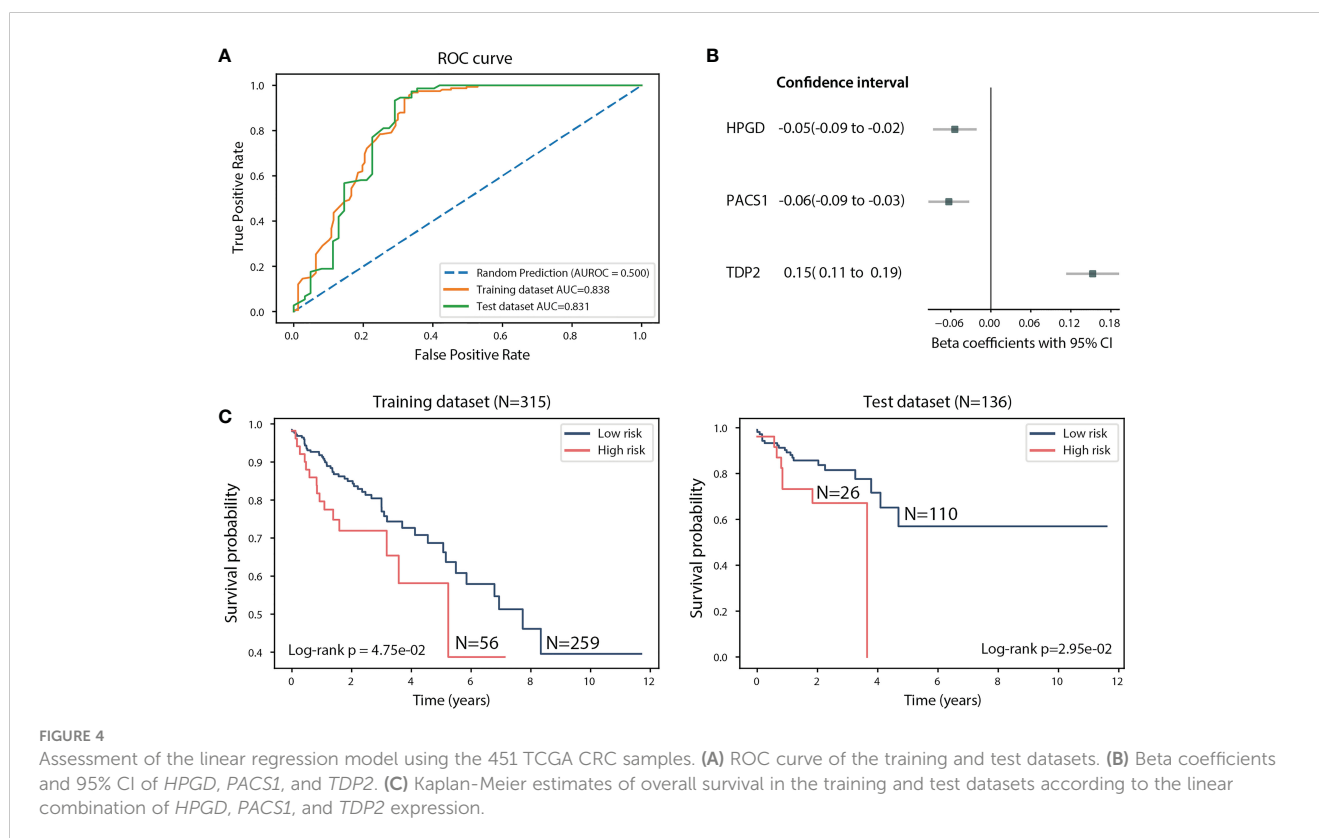 A
ROC curve
True Positive Rate
1.0
0.8
0.6
0.4
0.2
0.0
Random Prediction (AUROC = 0.500)
Training dataset AUC=0.838
Test dataset AUC=0.831
0.0 0.2 0.4 0.6 0.8 1.0
False Positive Rate
B
Confidence interval
HPGD -0.05(-0.09 to -0.02)
PACS1 -0.06(-0.09 to -0.03)
TDP2 0.15( 0.11 to 0.19)
−0.06 0.00 0.06 0.12 0.18
Beta coefficients with 95% CI
C
Training dataset (N=315)
Survival probability
1.0
0.9
0.8
0.7
0.6
0.5
0.4
Low risk
High risk
N=56
N=259
Log-rank p = 4.75e-02
0 2 4 6 8 10 12
Time (years)
Test dataset (N=136)
Survival probability
1.0
0.8
0.6
0.4
0.2
0.0
Low risk
High risk
N=26
N=110
Log-rank p=2.95e-02
0 2 4 6 8 10 12
Time (years)
FIGURE 4
Assessment of the linear regression model using the 451 TCGA CRC samples. (A) ROC curve of the training and test datasets. (B) Beta coefficients
and 95% CI of HPGD, PACS1, and TDP2. (C) Kaplan-Meier estimates of overall survival in the training and test datasets according to the linear
combination of HPGD, PACS1, and TDP2 expression.